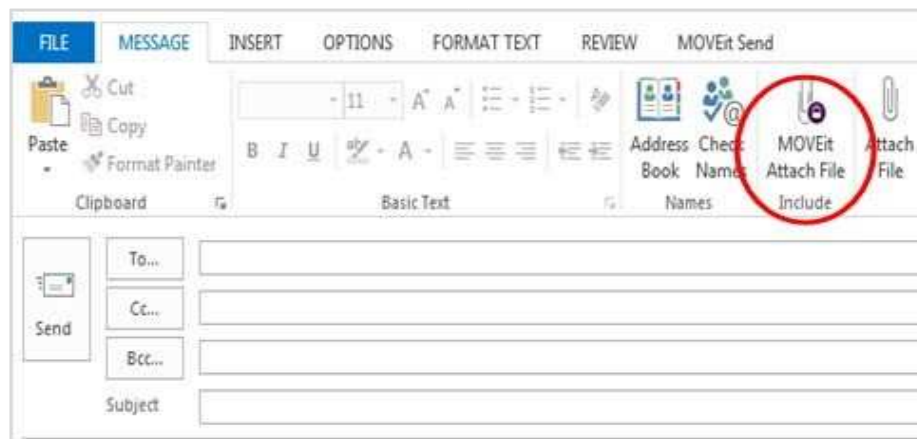 FILE MESSAGE INSERT OPTIONS FORMAT TEXT REVIEW MOVEit Send
Paste
Cut
Copy
Format Painter
Clipboard
11 A A
B I U aby A
Basic Text
Address Book
Check Names
Names
MOVEit Attach File
Include
Attach File
Send
To...
Cc...
Bcc...
Subject